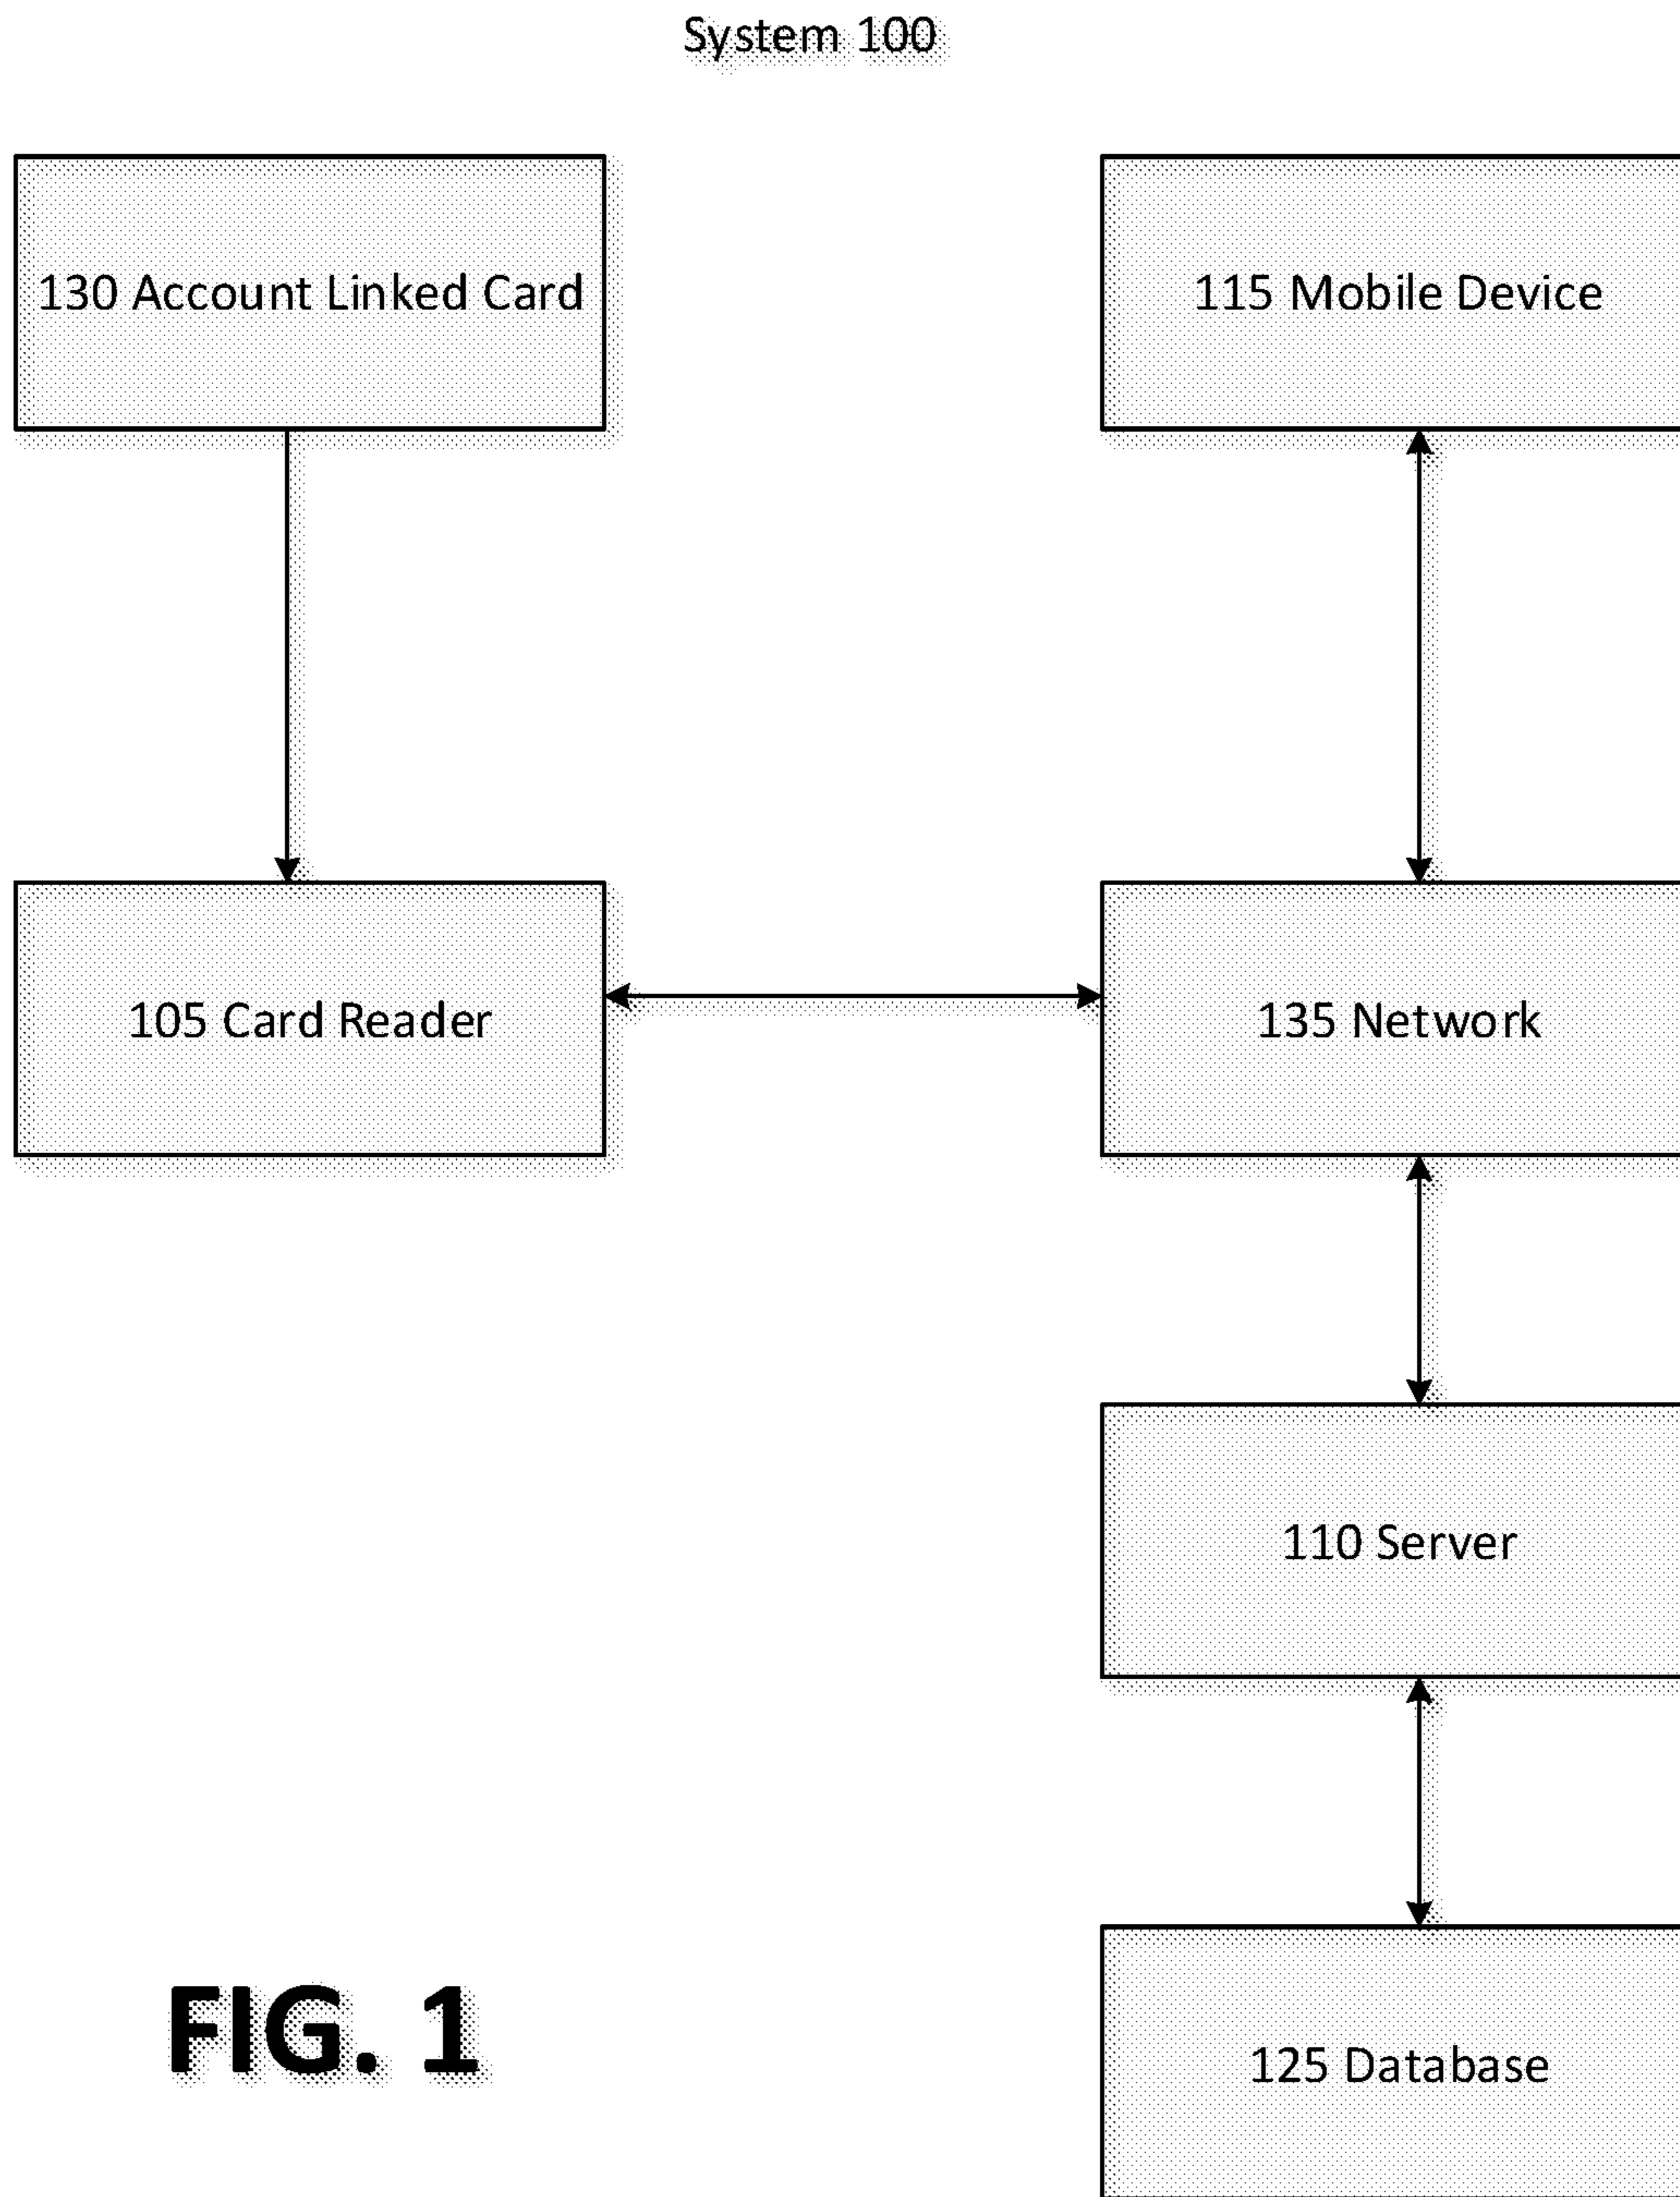 System 100
130 Account Linked Card
115 Mobile Device
105 Card Reader
135 Network
110 Server
125 Database
FIG. 1